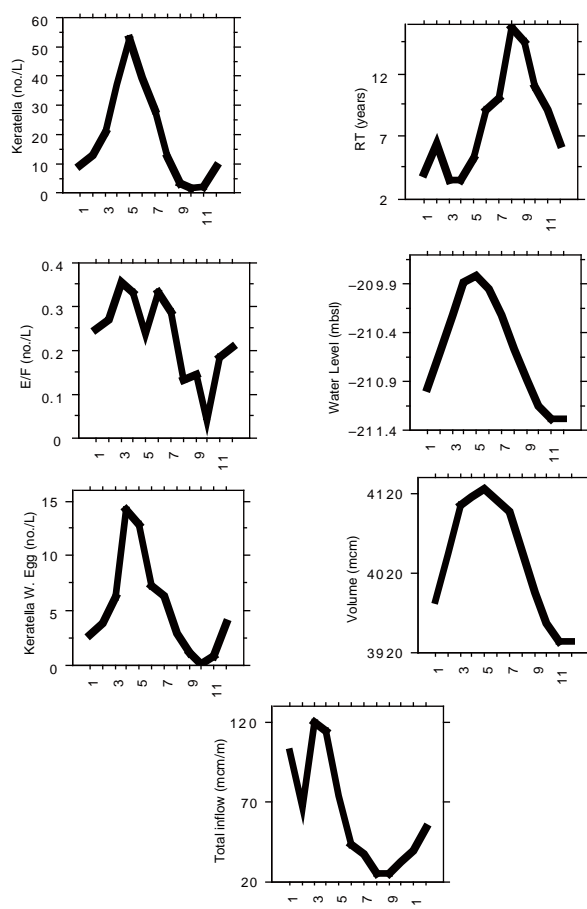 60
50
40
30
20
10
0
Keratella (no./L)
1 3 5 7 9 11
12
7
2
RT (years)
1 3 5 7 9 11
0.4
0.3
0.2
0.1
0
E/F (no./L)
1 3 5 7 9 11
–209.9
–210.4
–210.9
–211.4
Water Level (mbsl)
1 3 5 7 9 11
15
10
5
0
Keratella W. Egg (no./L)
1 3 5 7 9 11
4120
4020
3920
Volume (mcm)
1 3 5 7 9 11
120
70
20
Total inflow (mcm/m)
1 3 5 7 9 1